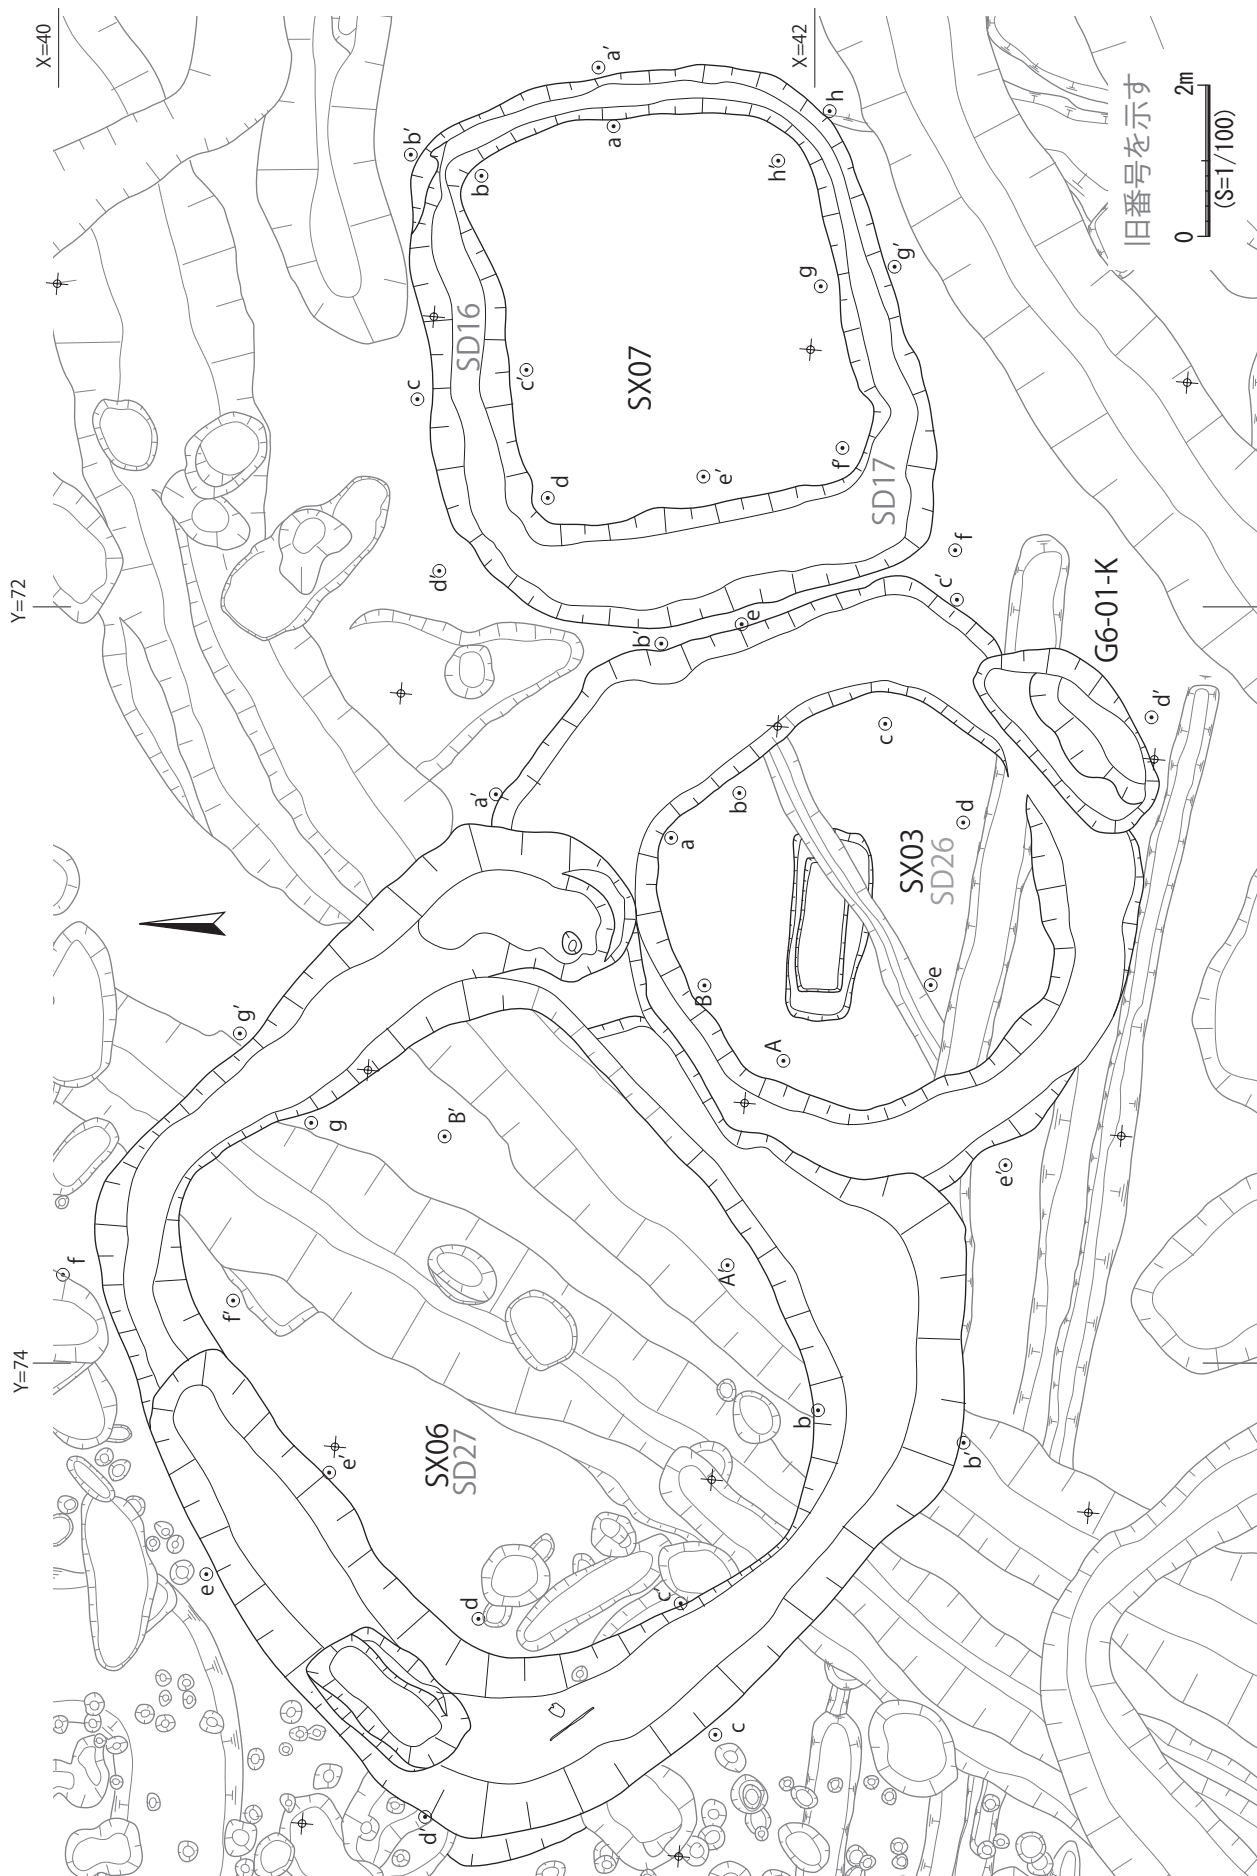 X=40
X=42
Y=72
Y=74
旧番号を示す
0
2m
(S=1/100)
SX07
SD16
SD17
a
a'
b
b'
c
c'
d
d'
e
e'
f
f'
g
g'
h
h'
G6-01-K
SX03
SD26
a
a'
b
b'
c
c'
d
d'
e
e'
A
B
SX06
SD27
A'
B'
b
b'
c
c'
d
d'
e
e'
f
f'
g
g'